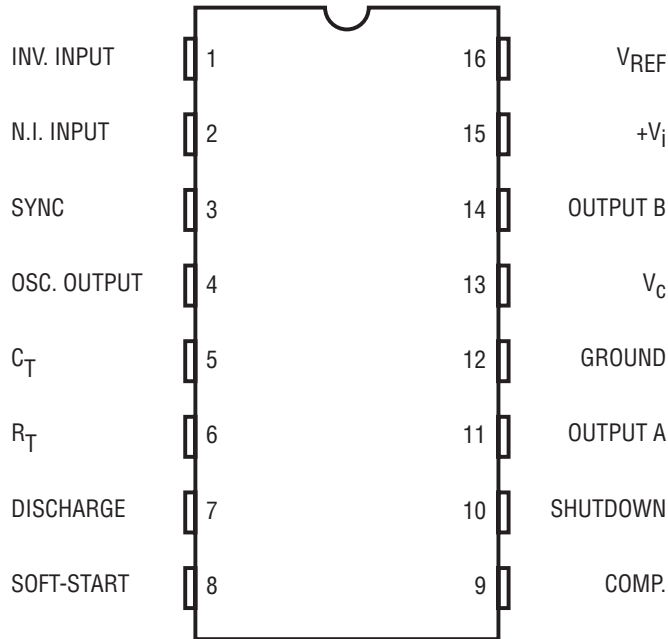 INV. INPUT 1 16 VREF
N.I. INPUT 2 15 +Vi
SYNC 3 14 OUTPUT B
OSC. OUTPUT 4 13 Vc
CT 5 12 GROUND
RT 6 11 OUTPUT A
DISCHARGE 7 10 SHUTDOWN
SOFT-START 8 9 COMP.